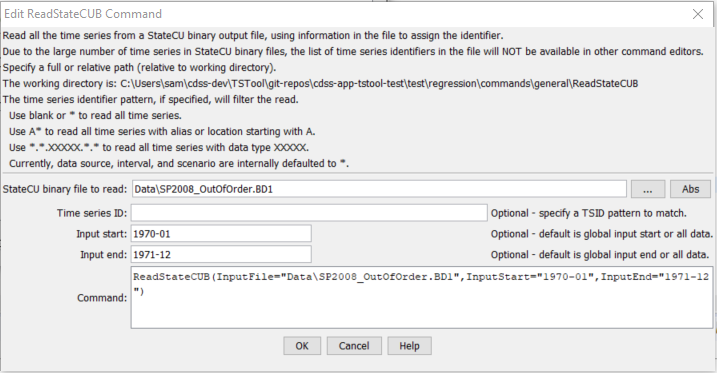 Edit ReadStateCUB Command
Read all the time series from a StateCU binary output file, using information in the file to assign the identifier.
Due to the large number of time series in StateCU binary files, the list of time series identifiers in the file will NOT be available in other command editors.
Specify a full or relative path (relative to working directory).
The working directory is: C:\Users\sam\cdss-dev\TSTool\git-repos\cdss-app-tstool-test\test\regression\commands\general\ReadStateCUB
The time series identifier pattern, if specified, will filter the read.
Use blank or * to read all time series.
Use A* to read all time series with alias or location starting with A.
Use *.*.XXXXX.*.* to read all time series with data type XXXXX.
Currently, data source, interval, and scenario are internally defaulted to *.
StateCU binary file to read: Data\SP2008_OutOfOrder.BD1 ... Abs
Time series ID: Optional - specify a TSID pattern to match.
Input start: 1970-01 Optional - default is global input start or all data.
Input end: 1971-12 Optional - default is global input end or all data.
ReadStateCUB(InputFile="Data\SP2008_OutOfOrder.BD1",InputStart="1970-01",InputEnd="1971-12
")
Command:
OK Cancel Help